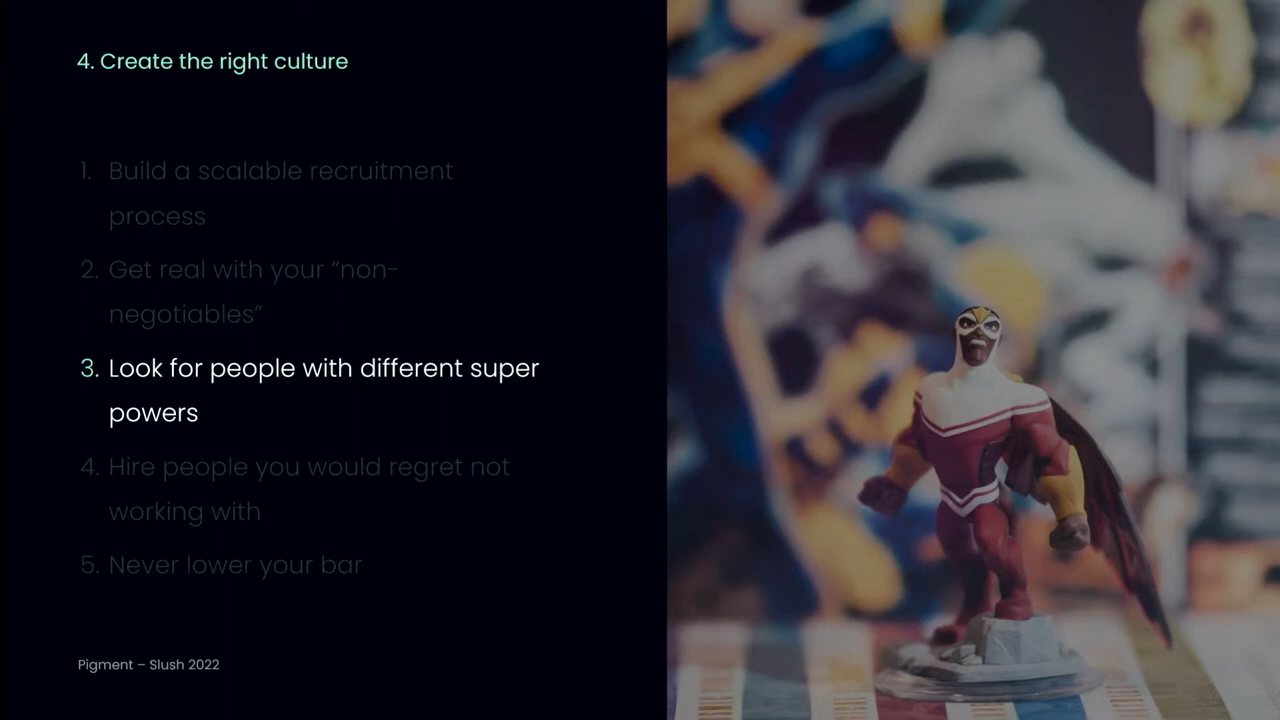 4. Create the right culture
1. Build a scalable recruitment
process
2. Get real with your “non-
negotiables”
3. Look for people with different super
powers
4. Hire people you would regret not
working with
5. Never lower your bar
Pigment – Slush 2022